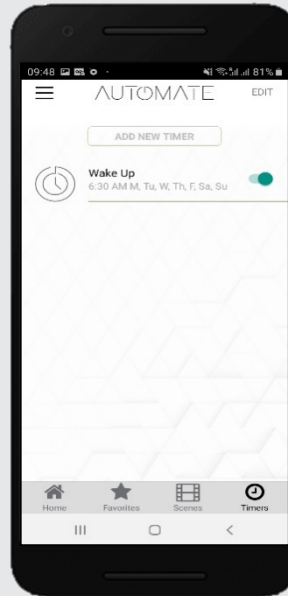 09:48 81%
AUTOMATE EDIT
ADD NEW TIMER
Wake Up
6:30 AM M, Tu, W, Th, F, Sa, Su
Home Favorites Scenes Timers